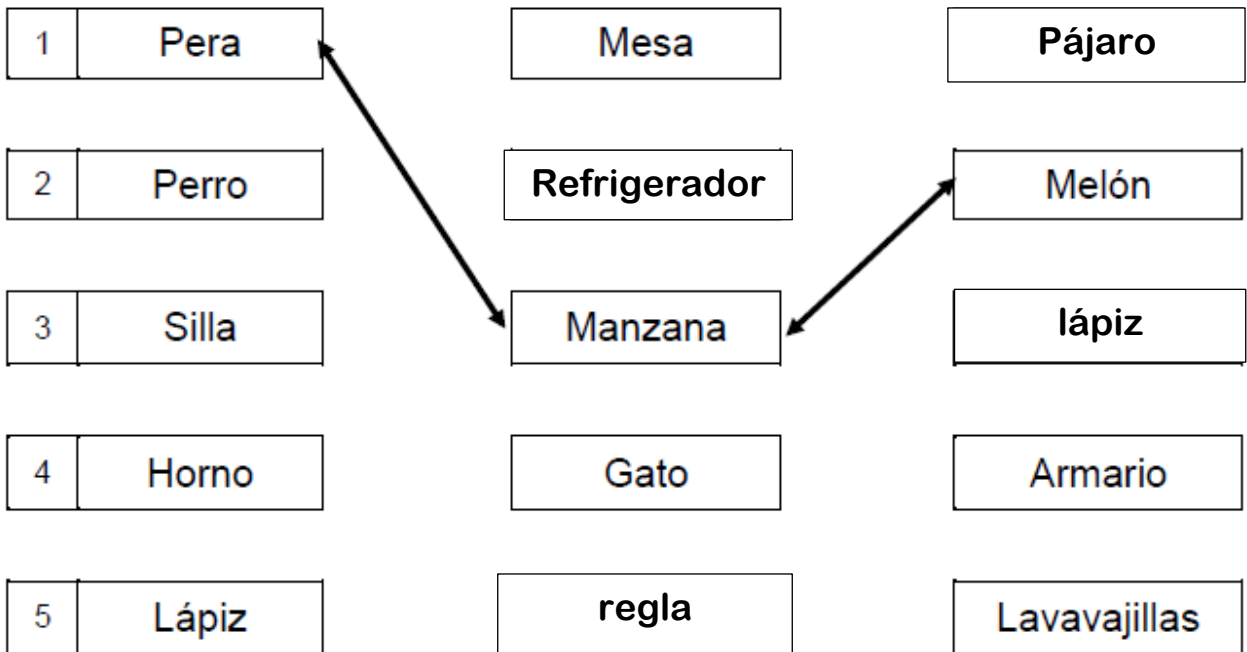 1 Pera Mesa Pájaro
2 Perro Refrigerador Melón
3 Silla Manzana lápiz
4 Horno Gato Armario
5 Lápiz regla Lavavajillas